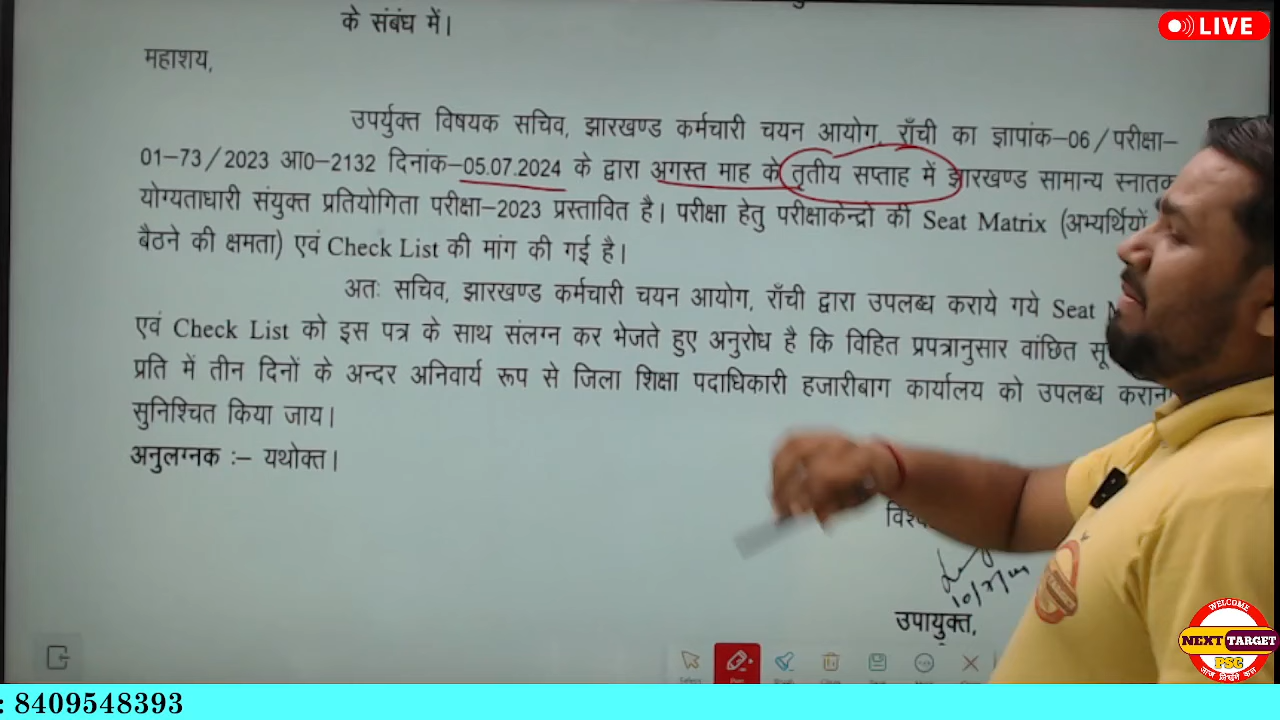 के संबंध में।
LIVE
महाशय,
उपर्युक्त विषयक सचिव, झारखण्ड कर्मचारी चयन आयोग, राँची का ज्ञापांक-06/परीक्षा-
01-73/2023 आ0-2132 दिनांक-05.07.2024 के द्वारा अगस्त माह के तृतीय सप्ताह में झारखण्ड सामान्य स्नातक
योग्यताधारी संयुक्त प्रतियोगिता परीक्षा-2023 प्रस्तावित है। परीक्षा हेतु परीक्षाकेन्द्रो की Seat Matrix (अभ्यर्थियों
बैठने की क्षमता) एवं Check List की मांग की गई है।
अतः सचिव, झारखण्ड कर्मचारी चयन आयोग, राँची द्वारा उपलब्ध कराये गये Seat
एवं Check List को इस पत्र के साथ संलग्न कर भेजते हुए अनुरोध है कि विहित प्रपत्रानुसार वांछित
प्रति में तीन दिनों के अन्दर अनिवार्य रूप से जिला शिक्षा पदाधिकारी हजारीबाग कार्यालय को उपलब्ध कराना
सुनिश्चित किया जाय।
अनुलग्नक :– यथोक्त।
उपायुक्त,
WELCOME
NEXT TARGET
PSC
: 8409548393